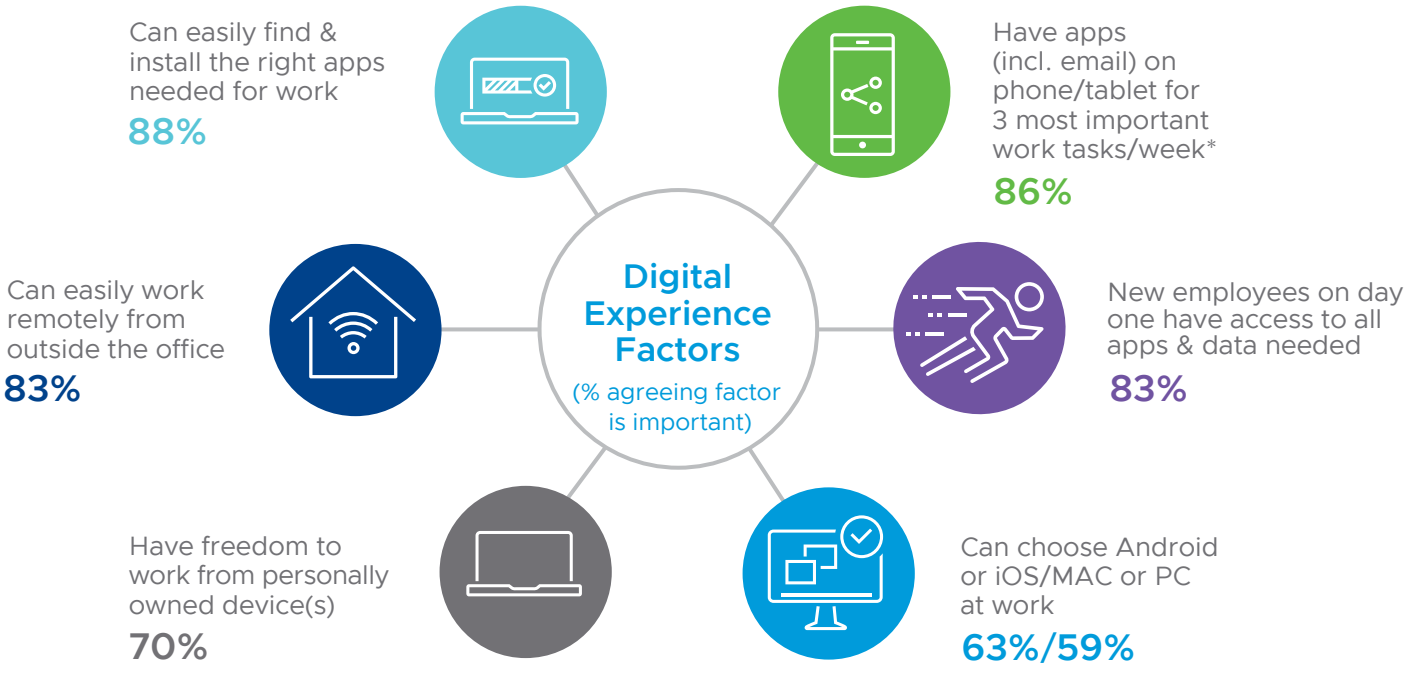 Can easily find &
install the right apps
needed for work
88%
Have apps
(incl. email) on
phone/tablet for
3 most important
work tasks/week*
86%
Can easily work
remotely from
outside the office
83%
Digital
Experience
Factors
(% agreeing factor
is important)
New employees on day
one have access to all
apps & data needed
83%
Have freedom to
work from personally
owned device(s)
70%
Can choose Android
or iOS/MAC or PC
at work
63%/59%